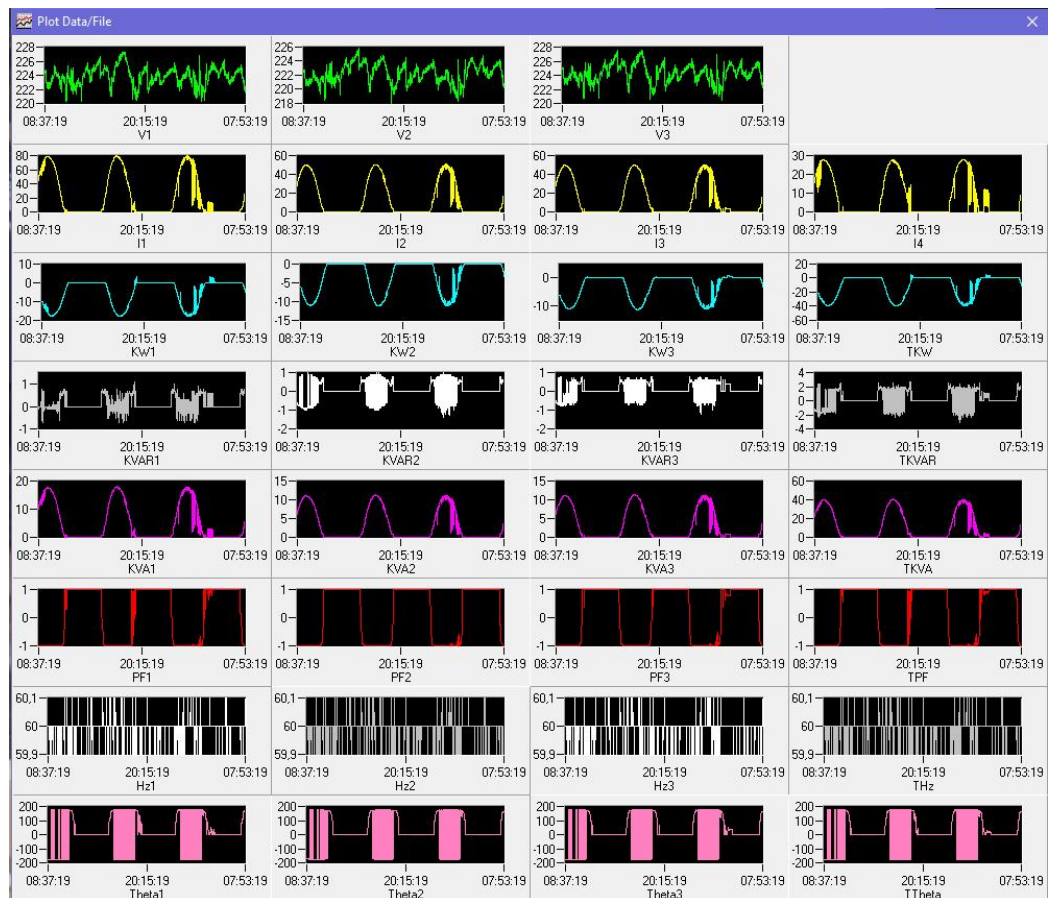 Plot Data/File
228
226
224
222
220
08:37:19 20:15:19 07:53:19
V1
226
224
222
220
218
08:37:19 20:15:19 07:53:19
V2
228
226
224
222
220
08:37:19 20:15:19 07:53:19
V3
80
60
40
20
0
08:37:19 20:15:19 07:53:19
I1
60
40
20
0
08:37:19 20:15:19 07:53:19
I2
60
40
20
0
08:37:19 20:15:19 07:53:19
I3
30
20
10
0
08:37:19 20:15:19 07:53:19
I4
10
0
-10
-20
08:37:19 20:15:19 07:53:19
KW1
0
-5
-10
-15
08:37:19 20:15:19 07:53:19
KW2
0
-10
08:37:19 20:15:19 07:53:19
KW3
20
0
-20
-40
-60
08:37:19 20:15:19 07:53:19
TKW
1
0
-1
08:37:19 20:15:19 07:53:19
KVAR1
1
0
-1
-2
08:37:19 20:15:19 07:53:19
KVAR2
1
0
-1
-2
08:37:19 20:15:19 07:53:19
KVAR3
4
2
0
-2
-4
08:37:19 20:15:19 07:53:19
TKVAR
20
10
0
08:37:19 20:15:19 07:53:19
KVA1
15
10
5
0
08:37:19 20:15:19 07:53:19
KVA2
15
10
5
0
08:37:19 20:15:19 07:53:19
KVA3
60
40
20
0
08:37:19 20:15:19 07:53:19
TKVA
1
0
-1
08:37:19 20:15:19 07:53:19
PF1
1
0
-1
08:37:19 20:15:19 07:53:19
PF2
1
0
-1
08:37:19 20:15:19 07:53:19
PF3
1
0
-1
08:37:19 20:15:19 07:53:19
TPF
60,1
60
59,9
08:37:19 20:15:19 07:53:19
Hz1
60,1
60
59,9
08:37:19 20:15:19 07:53:19
Hz2
60,1
60
59,9
08:37:19 20:15:19 07:53:19
Hz3
60,1
60
59,9
08:37:19 20:15:19 07:53:19
THz
200
100
0
-100
-200
08:37:19 20:15:19 07:53:19
Theta1
200
100
0
-100
-200
08:37:19 20:15:19 07:53:19
Theta2
200
100
0
-100
-200
08:37:19 20:15:19 07:53:19
Theta3
200
100
0
-100
-200
08:37:19 20:15:19 07:53:19
TTheta